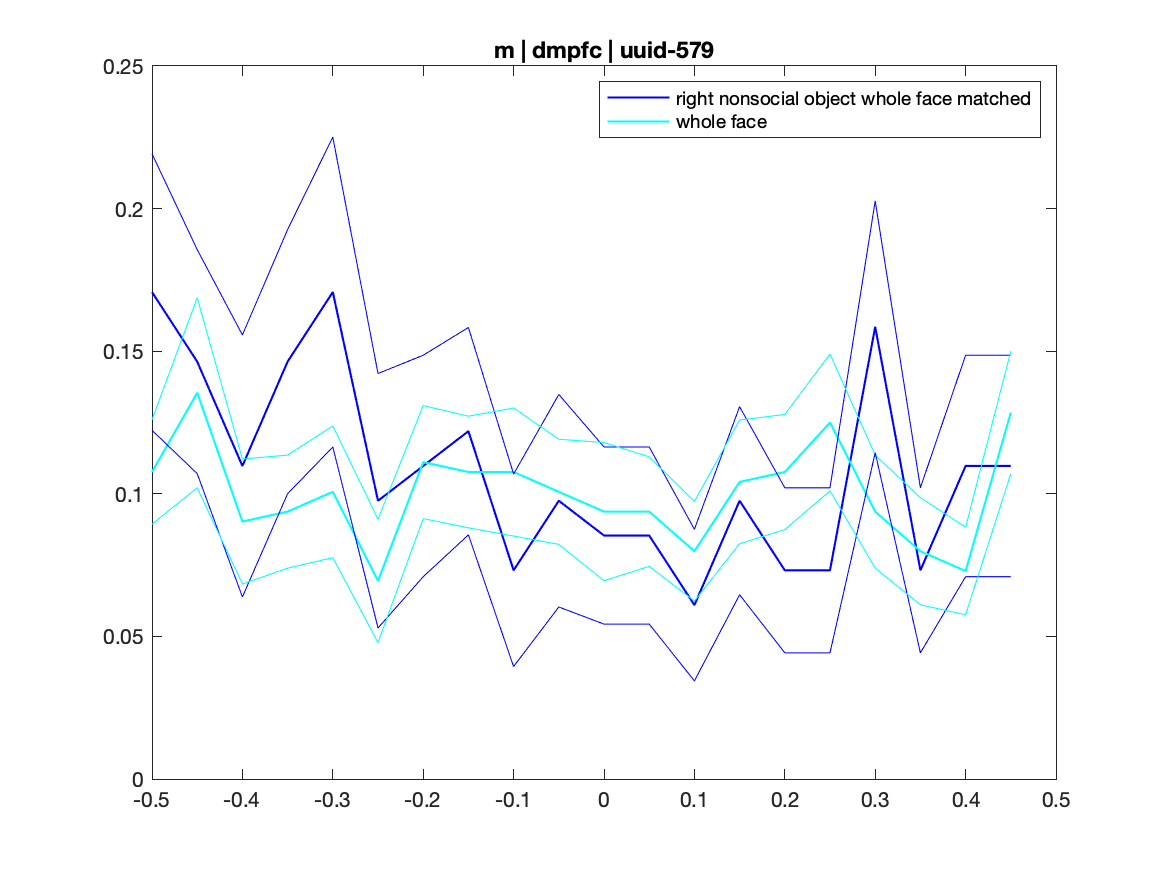 m | dmpfc | uuid-579
right nonsocial object whole face matched
whole face
0.25
0.2
0.15
0.1
0.05
0
-0.5 -0.4 -0.3 -0.2 -0.1 0 0.1 0.2 0.3 0.4 0.5